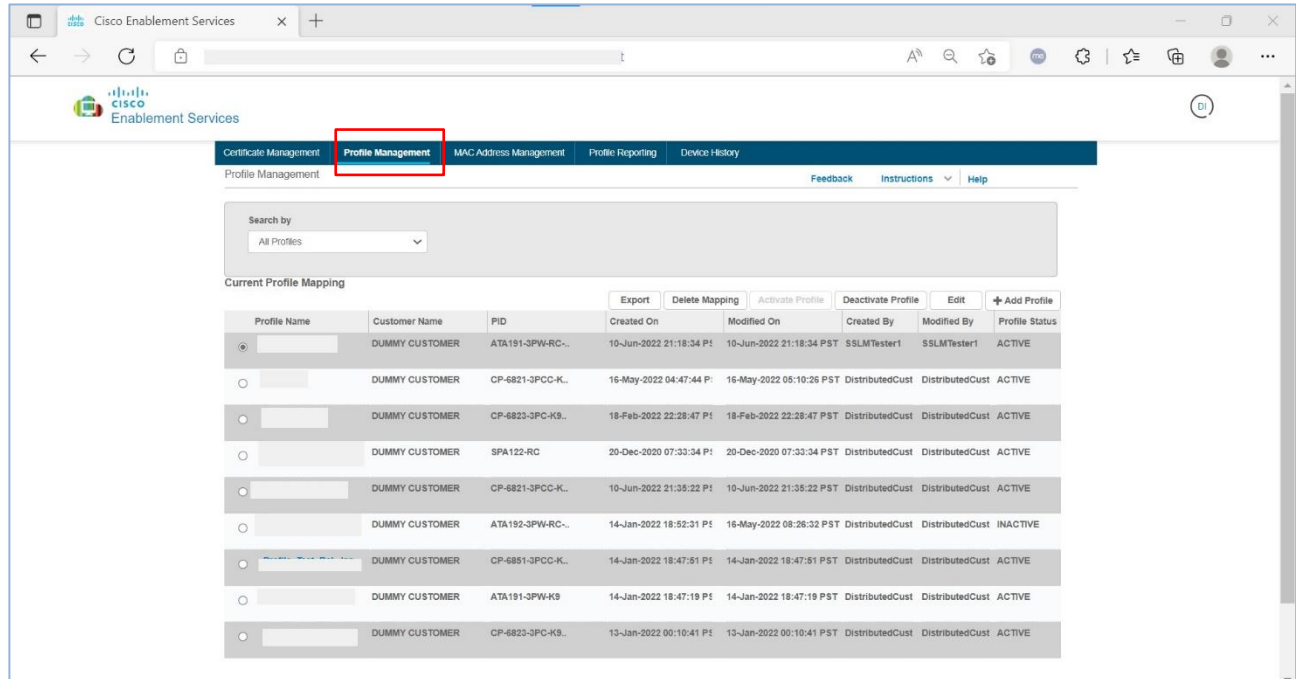 Cisco Enablement Services
CISCO
Enablement Services
DI
Certificate Management Profile Management MAC Address Management Profile Reporting Device History
Profile Management Feedback Instructions Help
Search by
All Profiles
Current Profile Mapping
Export Delete Mapping Activate Profile Deactivate Profile Edit + Add Profile
Profile Name Customer Name PID Created On Modified On Created By Modified By Profile Status
DUMMY CUSTOMER ATA191-3PW-RC-.. 10-Jun-2022 21:18:34 10-Jun-2022 21:18:34 PST SSLMTester1 SSLMTester1 ACTIVE
DUMMY CUSTOMER CP-6821-3PCC-K.. 16-May-2022 04:47:44 16-May-2022 05:10:26 PST DistributedCust DistributedCust ACTIVE
DUMMY CUSTOMER CP-6823-3PC-K9.. 18-Feb-2022 22:28:47 18-Feb-2022 22:28:47 PST DistributedCust DistributedCust ACTIVE
DUMMY CUSTOMER SPA122-RC 20-Dec-2020 07:33:34 20-Dec-2020 07:33:34 PST DistributedCust DistributedCust ACTIVE
DUMMY CUSTOMER CP-6821-3PCC-K.. 10-Jun-2022 21:35:22 10-Jun-2022 21:35:22 PST DistributedCust DistributedCust ACTIVE
DUMMY CUSTOMER ATA192-3PW-RC-.. 14-Jan-2022 18:52:31 16-May-2022 08:26:32 PST DistributedCust DistributedCust INACTIVE
DUMMY CUSTOMER CP-6851-3PCC-K.. 14-Jan-2022 18:47:51 14-Jan-2022 18:47:51 PST DistributedCust DistributedCust ACTIVE
DUMMY CUSTOMER ATA191-3PW-K9 14-Jan-2022 18:47:19 14-Jan-2022 18:47:19 PST DistributedCust DistributedCust ACTIVE
DUMMY CUSTOMER CP-6823-3PC-K9.. 13-Jan-2022 00:10:41 13-Jan-2022 00:10:41 PST DistributedCust DistributedCust ACTIVE